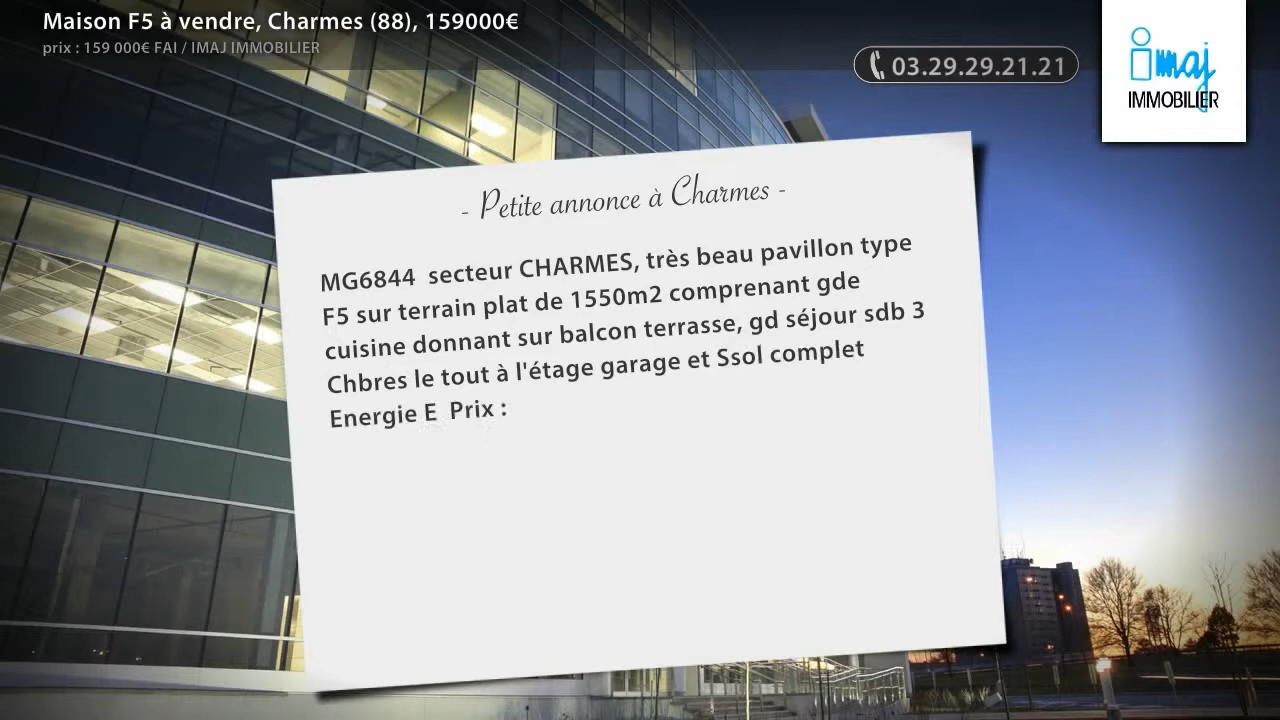 Maison F5 à vendre, Charmes (88), 159000€
prix : 159 000€ FAI / IMAJ IMMOBILIER
03.29.29.21.21
imaj
IMMOBILIER
- Petite annonce à Charmes -
MG6844 secteur CHARMES, très beau pavillon type
F5 sur terrain plat de 1550m2 comprenant gde
cuisine donnant sur balcon terrasse, gd séjour sdb 3
Chbres le tout à l'étage garage et Ssol complet
Energie E Prix :